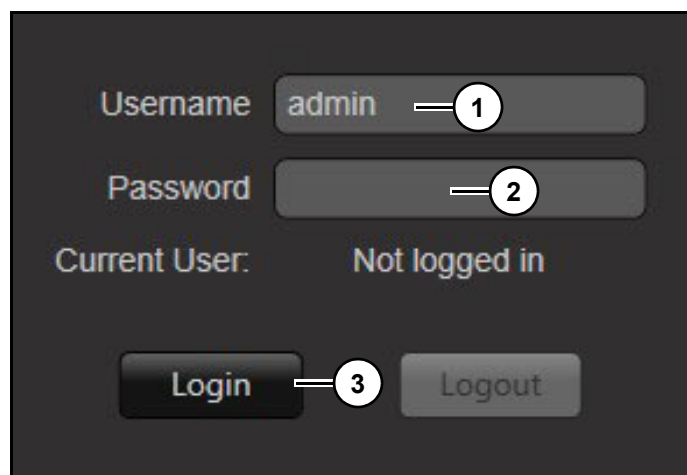 Username admin 1
Password 2
Current User: Not logged in
Login 3 Logout